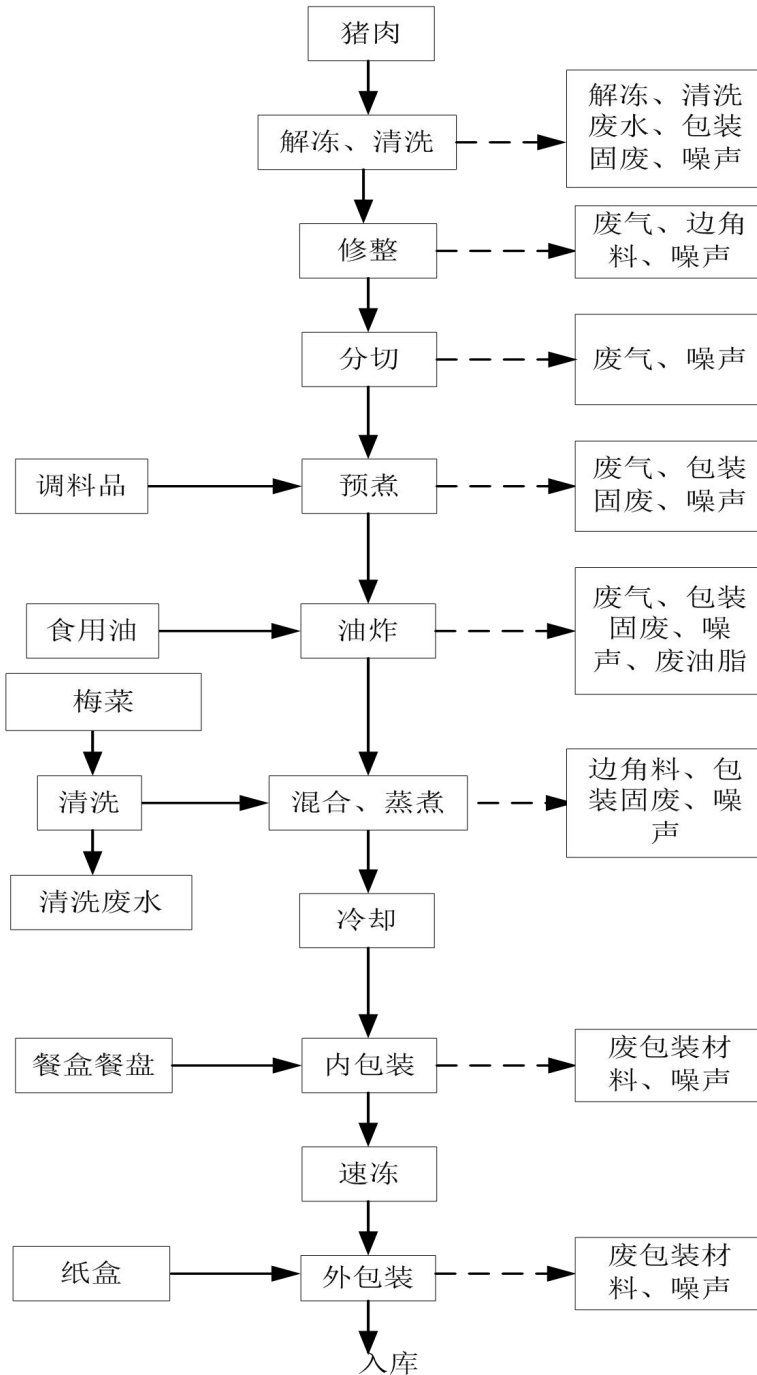 猪肉
解冻、清洗
解冻、清洗
废水、包装
固废、噪声
修整
废气、边角
料、噪声
分切
废气、噪声
调料品
预煮
废气、包装
固废、噪声
食用油
油炸
废气、包装
固废、噪
声、废油脂
梅菜
清洗
混合、蒸煮
边角料、包
装固废、噪
声
清洗废水
冷却
餐盒餐盘
内包装
废包装材
料、噪声
速冻
纸盒
外包装
废包装材
料、噪声
入库